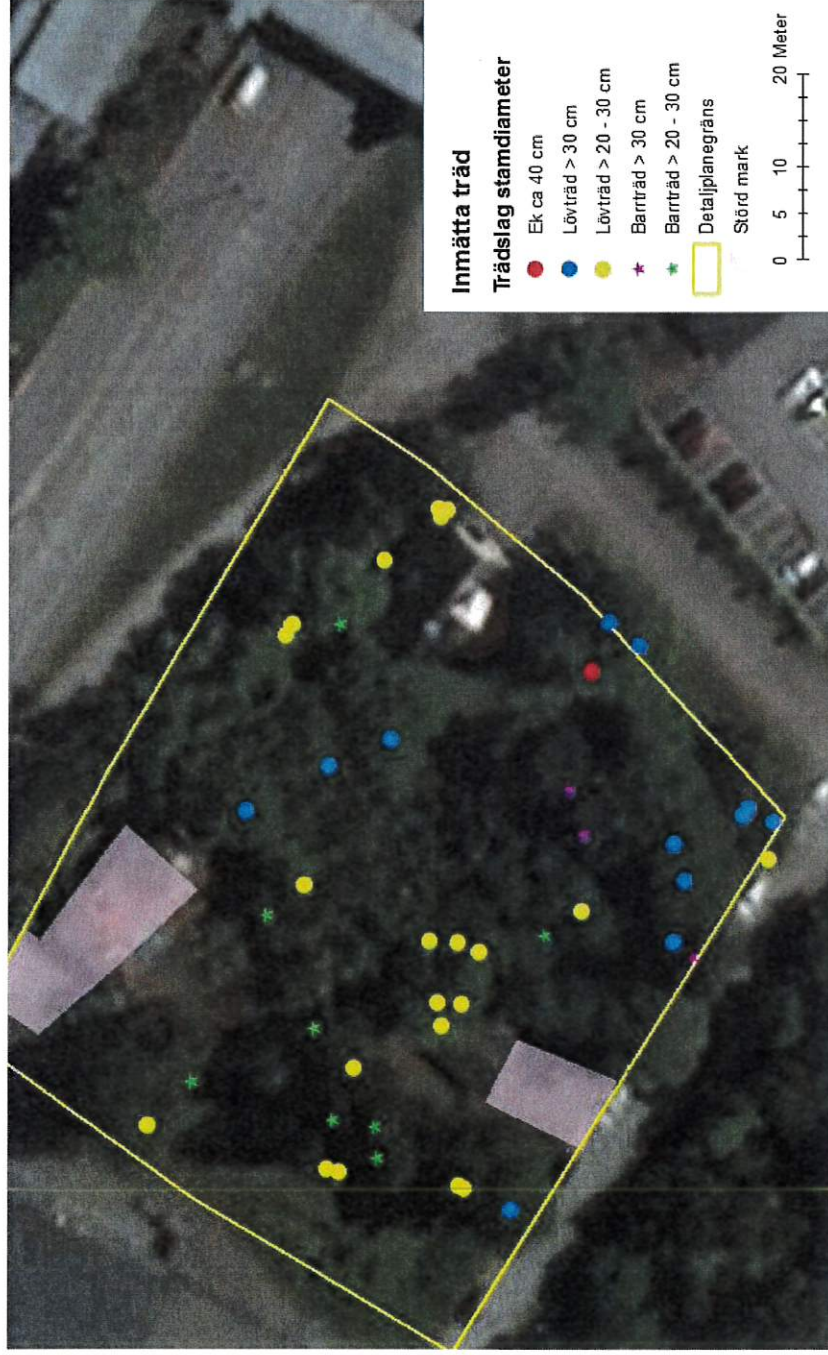 Inmätta träd
Trädslag stamdiameter
Ek ca 40 cm
Lövträd > 30 cm
Lövträd > 20 - 30 cm
Barrträd > 30 cm
Barrträd > 20 - 30 cm
Detaljplanegräns
Störd mark
0 5 10 20 Meter